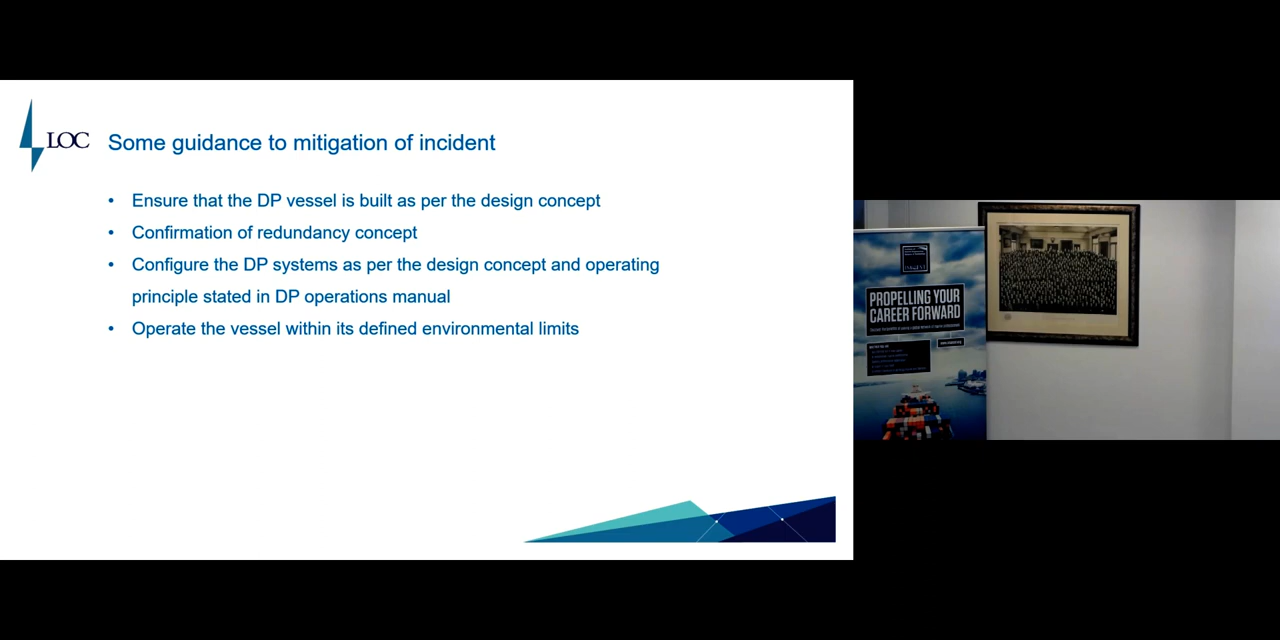 LOC
Some guidance to mitigation of incident
• Ensure that the DP vessel is built as per the design concept
• Confirmation of redundancy concept
• Configure the DP systems as per the design concept and operating
principle stated in DP operations manual
• Operate the vessel within its defined environmental limits
PROPELLING YOUR
CAREER FORWARD